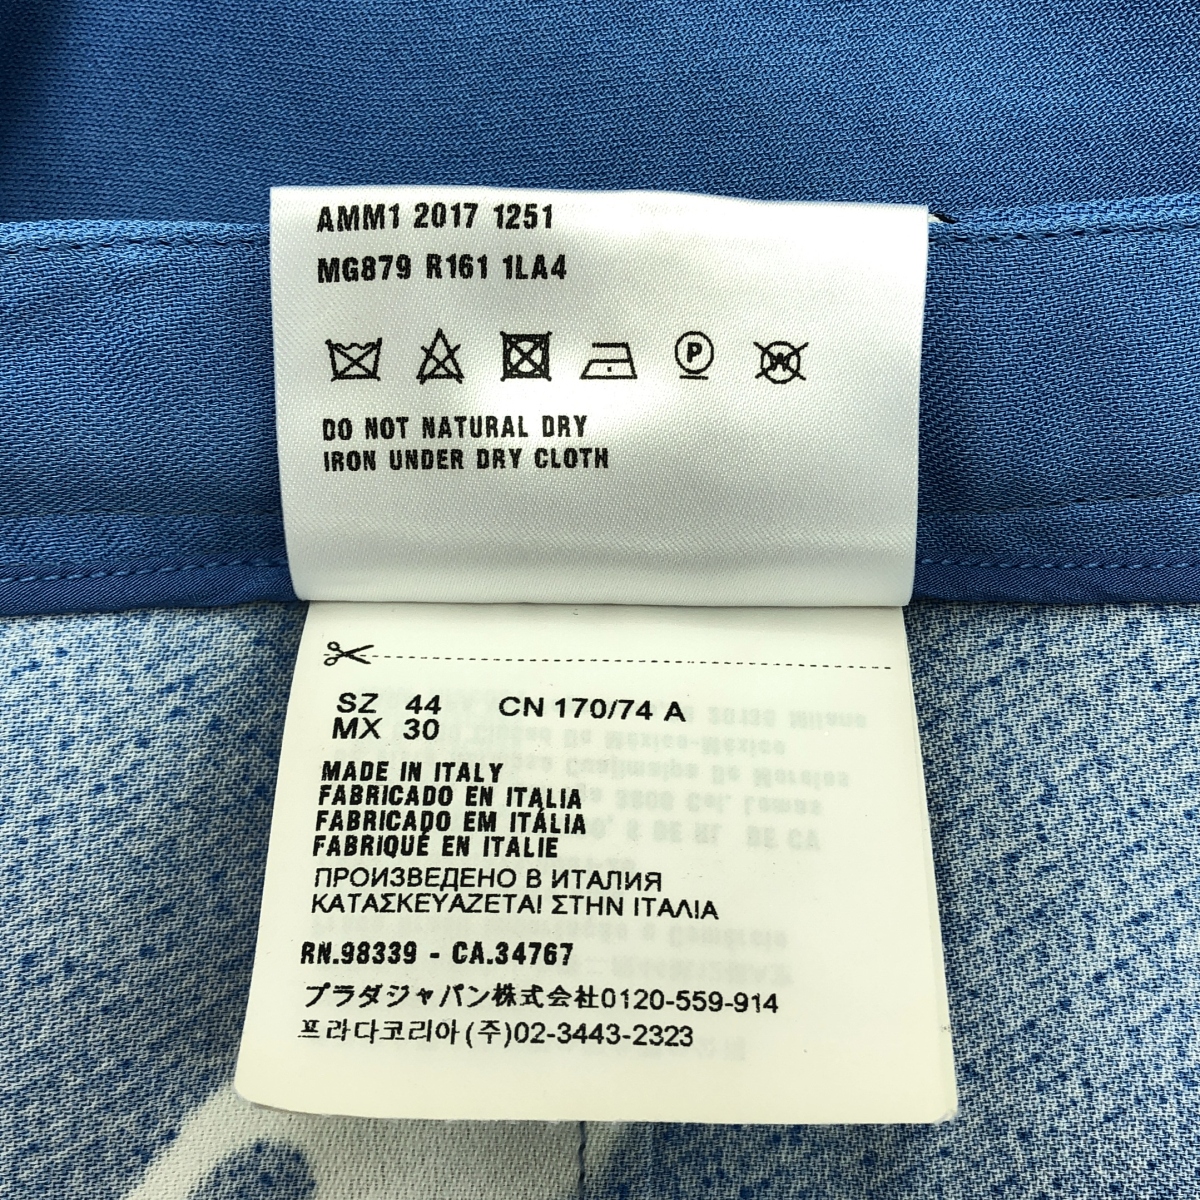 AMM1 2017 1251
MG879 R161 1LA4
P W
DO NOT NATURAL DRY
IRON UNDER DRY CLOTH
SZ 44 CN 170/74 A
MX 30
MADE IN ITALY
FABRICADO EN ITALIA
FABRICADO EM ITÁLIA
FABRIQUÉ EN ITALIE
ПРОИЗВЕДЕНО В ИТАЛИЯ
ΚΑΤΑΣΚΕΥΑΖΕΤΑΙ ΣΤΗΝ ΙΤΑΛΙΑ
RN.98339 - CA.34767
プラダジャパン株式会社0120-559-914
프라다코리아(주)02-3443-2323